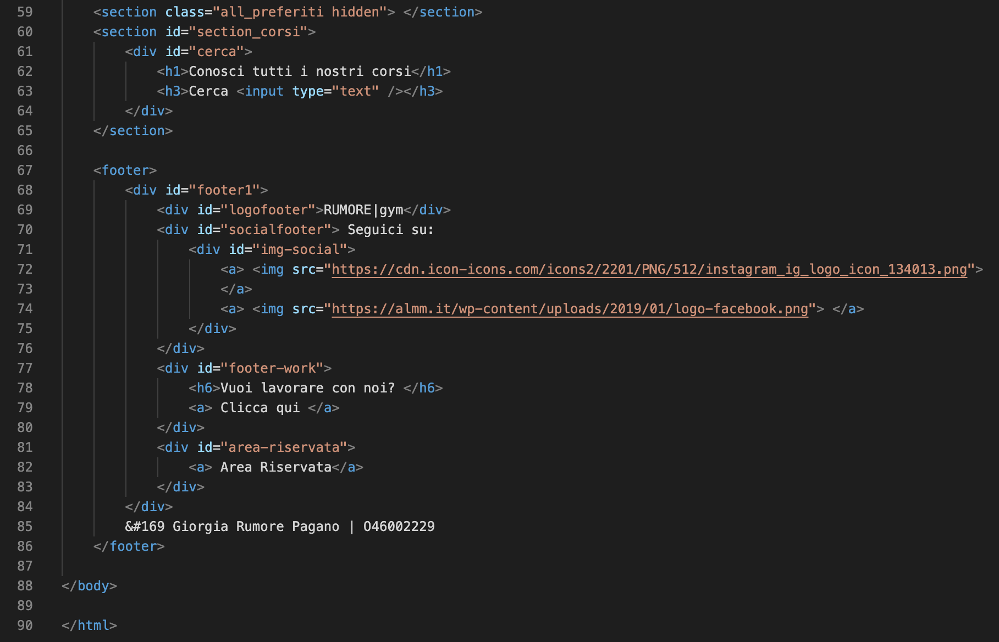 59 <section class="all_preferiti hidden"> </section>
60 <section id="section_corsi">
61 <div id="cerca">
62 <h1>Conosci tutti i nostri corsi</h1>
63 <h3>Cerca <input type="text" /></h3>
64 </div>
65 </section>
66
67 <footer>
68 <div id="footer1">
69 <div id="logofooter">RUMORE|gym</div>
70 <div id="socialfooter"> Seguici su:
71 <div id="img-social">
72 <a> <img src="https://cdn.icon-icons.com/icons2/2201/PNG/512/instagram_ig_logo_icon_134013.png">
73 </a>
74 <a> <img src="https://almm.it/wp-content/uploads/2019/01/logo-facebook.png"> </a>
75 </div>
76 </div>
77 <div id="footer-work">
78 <h6>Vuoi lavorare con noi? </h6>
79 <a> Clicca qui </a>
80 </div>
81 <div id="area-riservata">
82 <a> Area Riservata</a>
83 </div>
84 </div>
85 &#169 Giorgia Rumore Pagano | O46002229
86 </footer>
87
88 </body>
89
90 </html>